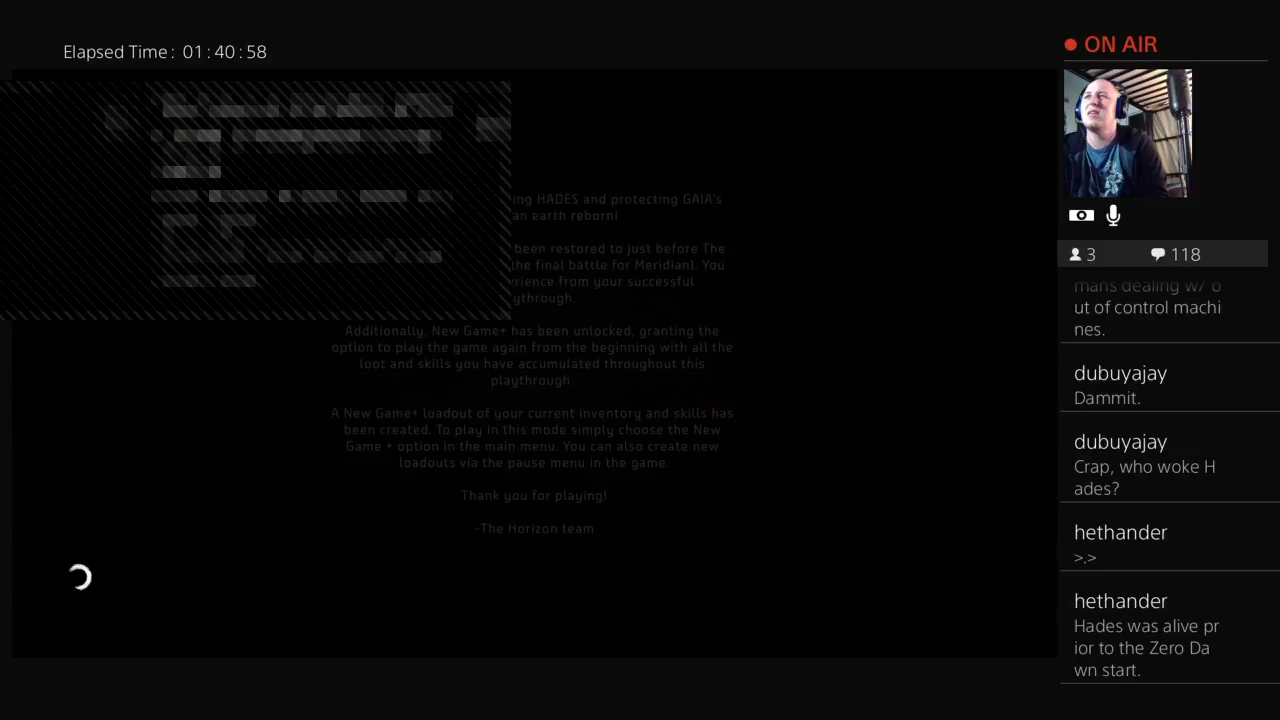 Elapsed Time: 01:40:58
ON AIR
3 118
mans dealing w/ o
ut of control machi
nes.
dubuyajay
Dammit.
dubuyajay
Crap, who woke H
ades?
hethander
>.>
hethander
Hades was alive pr
ior to the Zero Da
wn start.
ing HADES and protecting GAIA's
an earth reborn!
been restored to just before The
the final battle for Meridian). You
rience from your successful
ythrough.
Additionally, New Game+ has been unlocked, granting the
option to play the game again from the beginning with all the
loot and skills you have accumulated throughout this
playthrough.
A New Game+ loadout of your current inventory and skills has
been created. To play in this mode simply choose the New
Game + option in the main menu. You can also create new
loadouts via the pause menu in the game.
Thank you for playing!
-The Horizon team